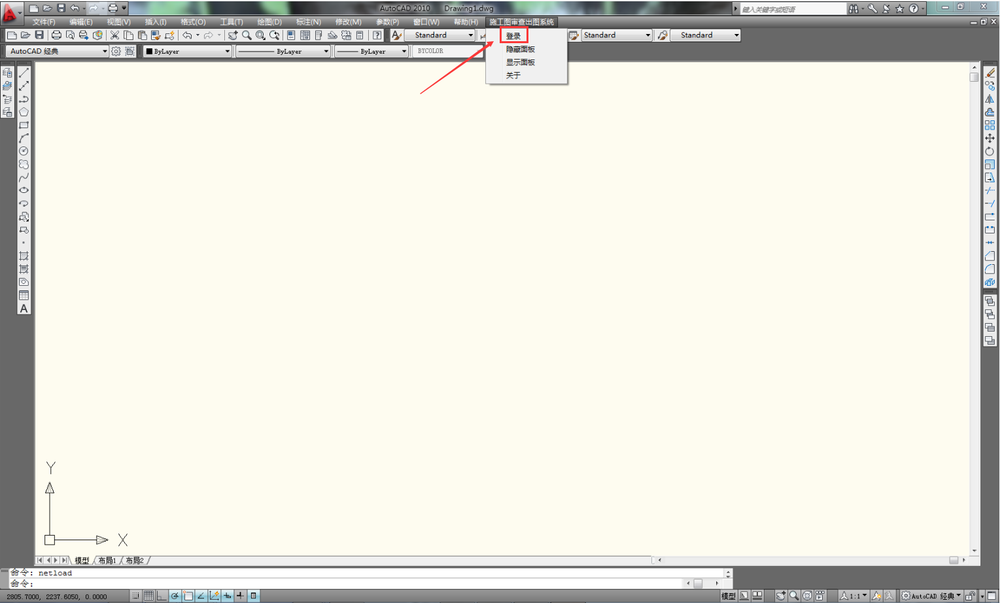 AutoCAD 2010 Drawing1.dwg 键入关键字或短语
文件(F) 编辑(E) 视图(V) 插入(I) 格式(O) 工具(T) 绘图(D) 标注(N) 修改(M) 参数(P) 窗口(W) 帮助(H) 施工图审查出图系统
Standard Standard Standard
登录
AutoCAD 经典 ByLayer ByLayer ByLayer BYCOLOR
隐藏面板
显示面板
关于
A
Y
X
模型 布局1 布局2
命令: netload
命令:
2805.7000, 2237.6050, 0.0000 模型 1:1 AutoCAD 经典